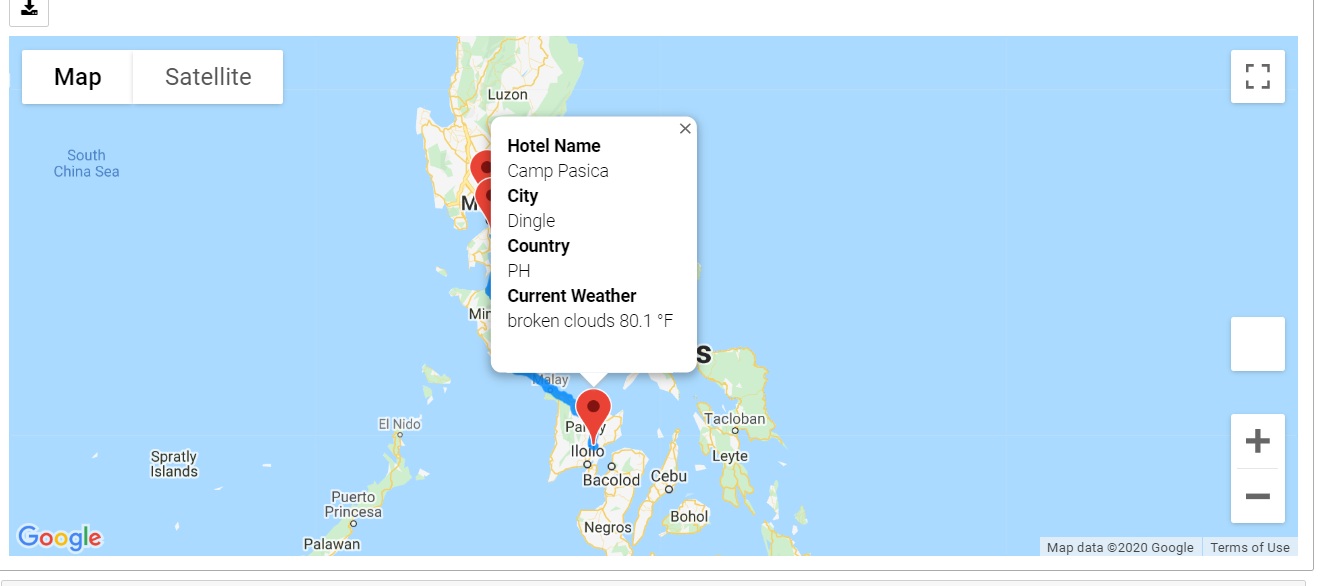 Map
Satellite
Luzon
South
China Sea
Hotel Name
Camp Pasica
City
Dingle
Country
PH
Current Weather
broken clouds 80.1 °F
M
Min
s
Malay
El Nido
Tacloban
Iloilo
Spratly
Islands
Leyte
Bacolod
Cebu
Puerto
Princesa
Bohol
Negros
Palawan
Google
Map data ©2020 Google
Terms of Use